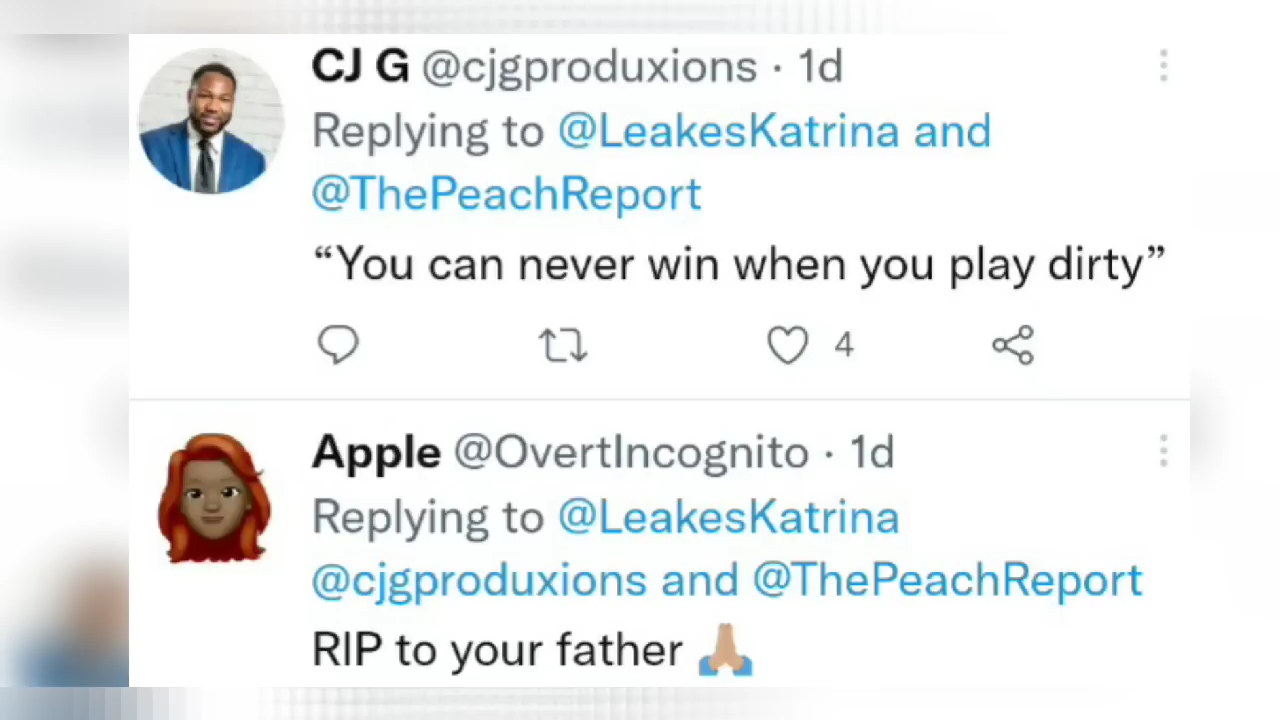 CJ G @cjgproduxions · 1d
Replying to @LeakesKatrina and
@ThePeachReport
“You can never win when you play dirty”
4
Apple @OvertIncognito · 1d
Replying to @LeakesKatrina
@cjgproduxions and @ThePeachReport
RIP to your father 🙏🏼